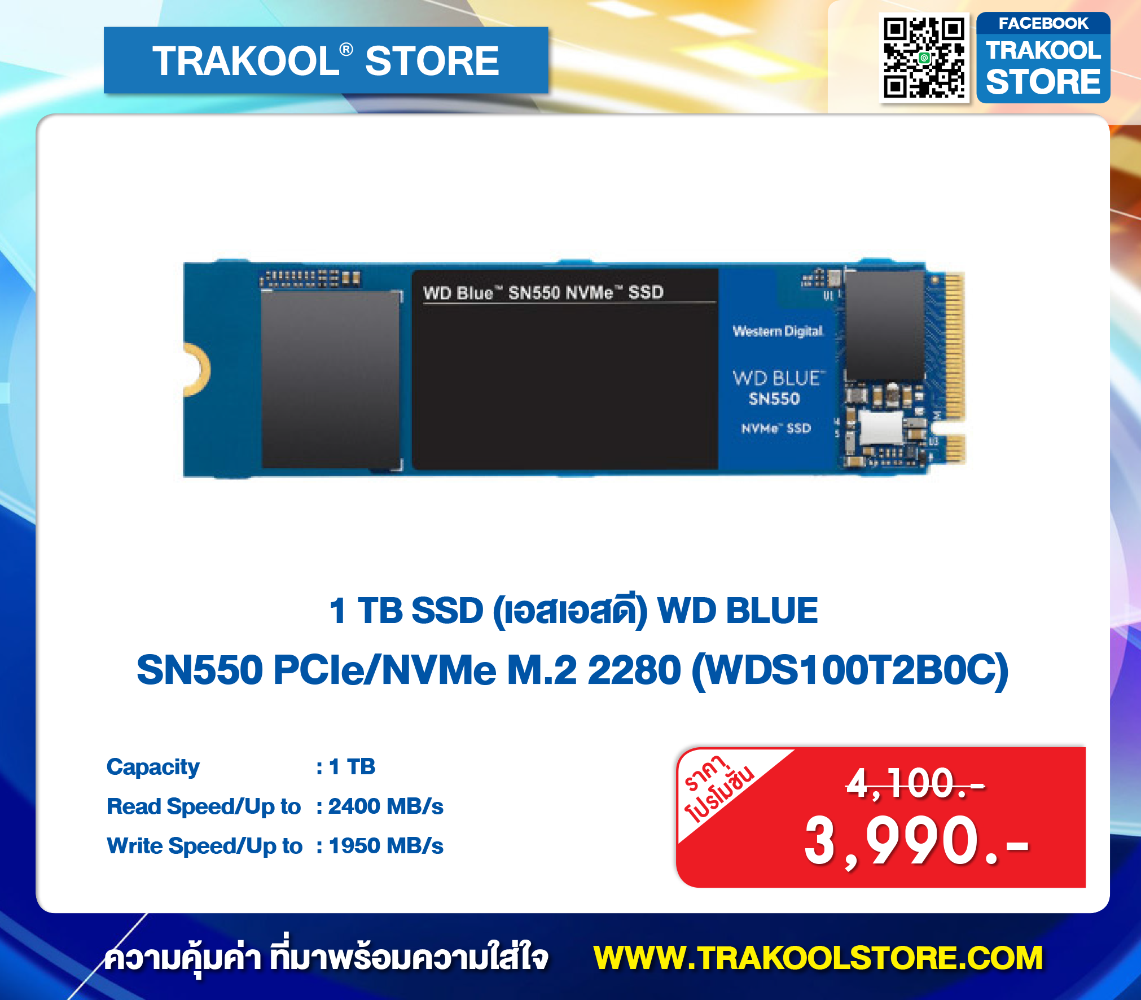 TRAKOOL® STORE
FACEBOOK
TRAKOOL
STORE
WD Blue™ SN550 NVMe™ SSD
U1
Western Digital.
WD BLUE™
SN550
NVMe™ SSD
M
U3
1 TB SSD (เอสเอสดี) WD BLUE
SN550 PCIe/NVMe M.2 2280 (WDS100T2B0C)
Capacity : 1 TB
Read Speed/Up to : 2400 MB/s
Write Speed/Up to : 1950 MB/s
ราคา
โปรโมชั่น
4,100.-
3,990.-
ความคุ้มค่า ที่มาพร้อมความใส่ใจ WWW.TRAKOOLSTORE.COM